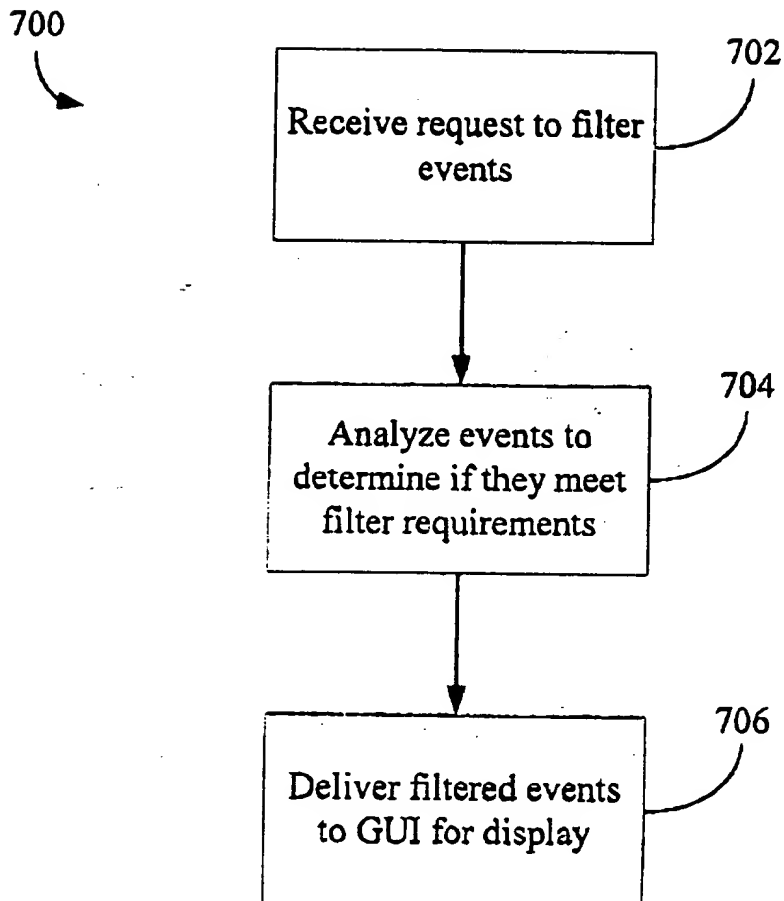 700
702
Receive request to filter
events
704
Analyze events to
determine if they meet
filter requirements
706
Deliver filtered events
to GUI for display